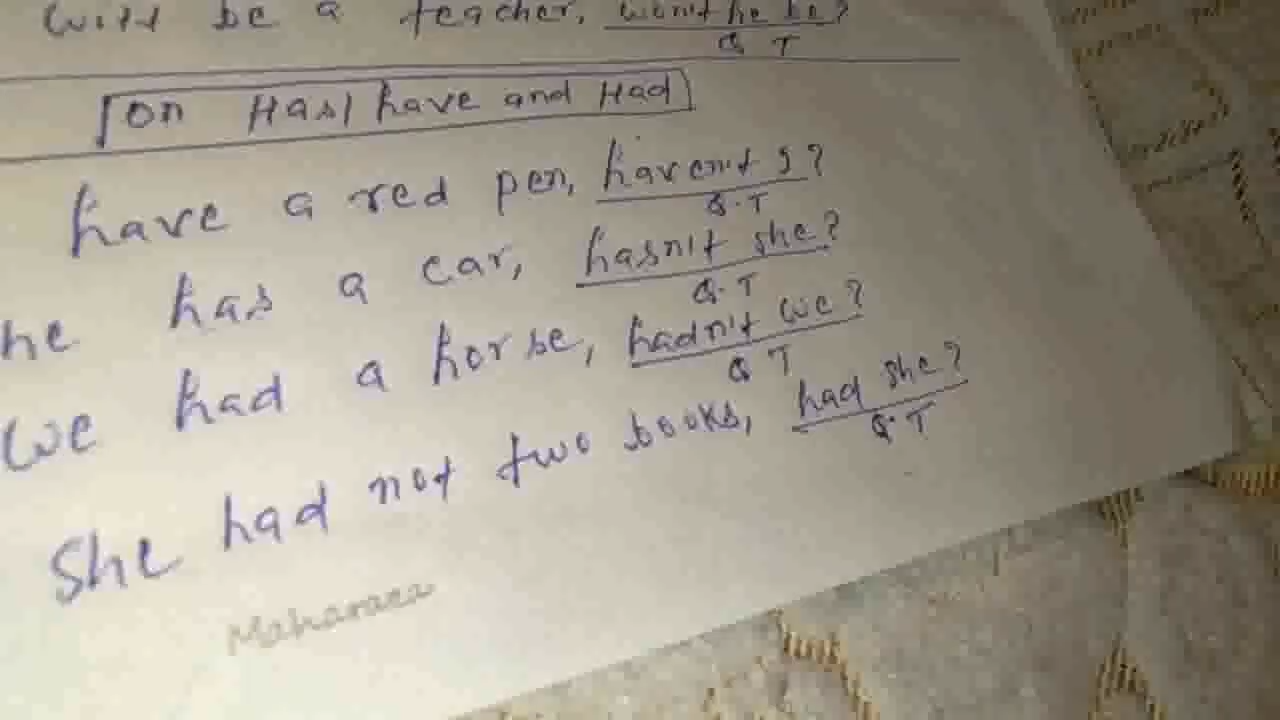 will be a teacher, won't he be?
Q T
on Has/have and Had
have a red pen, haven't I?
Q.T
he has a car, hasn't she?
Q.T
we had a horse, hadn't we?
Q T
She had not two books, had she?
Q.T
Maharaza